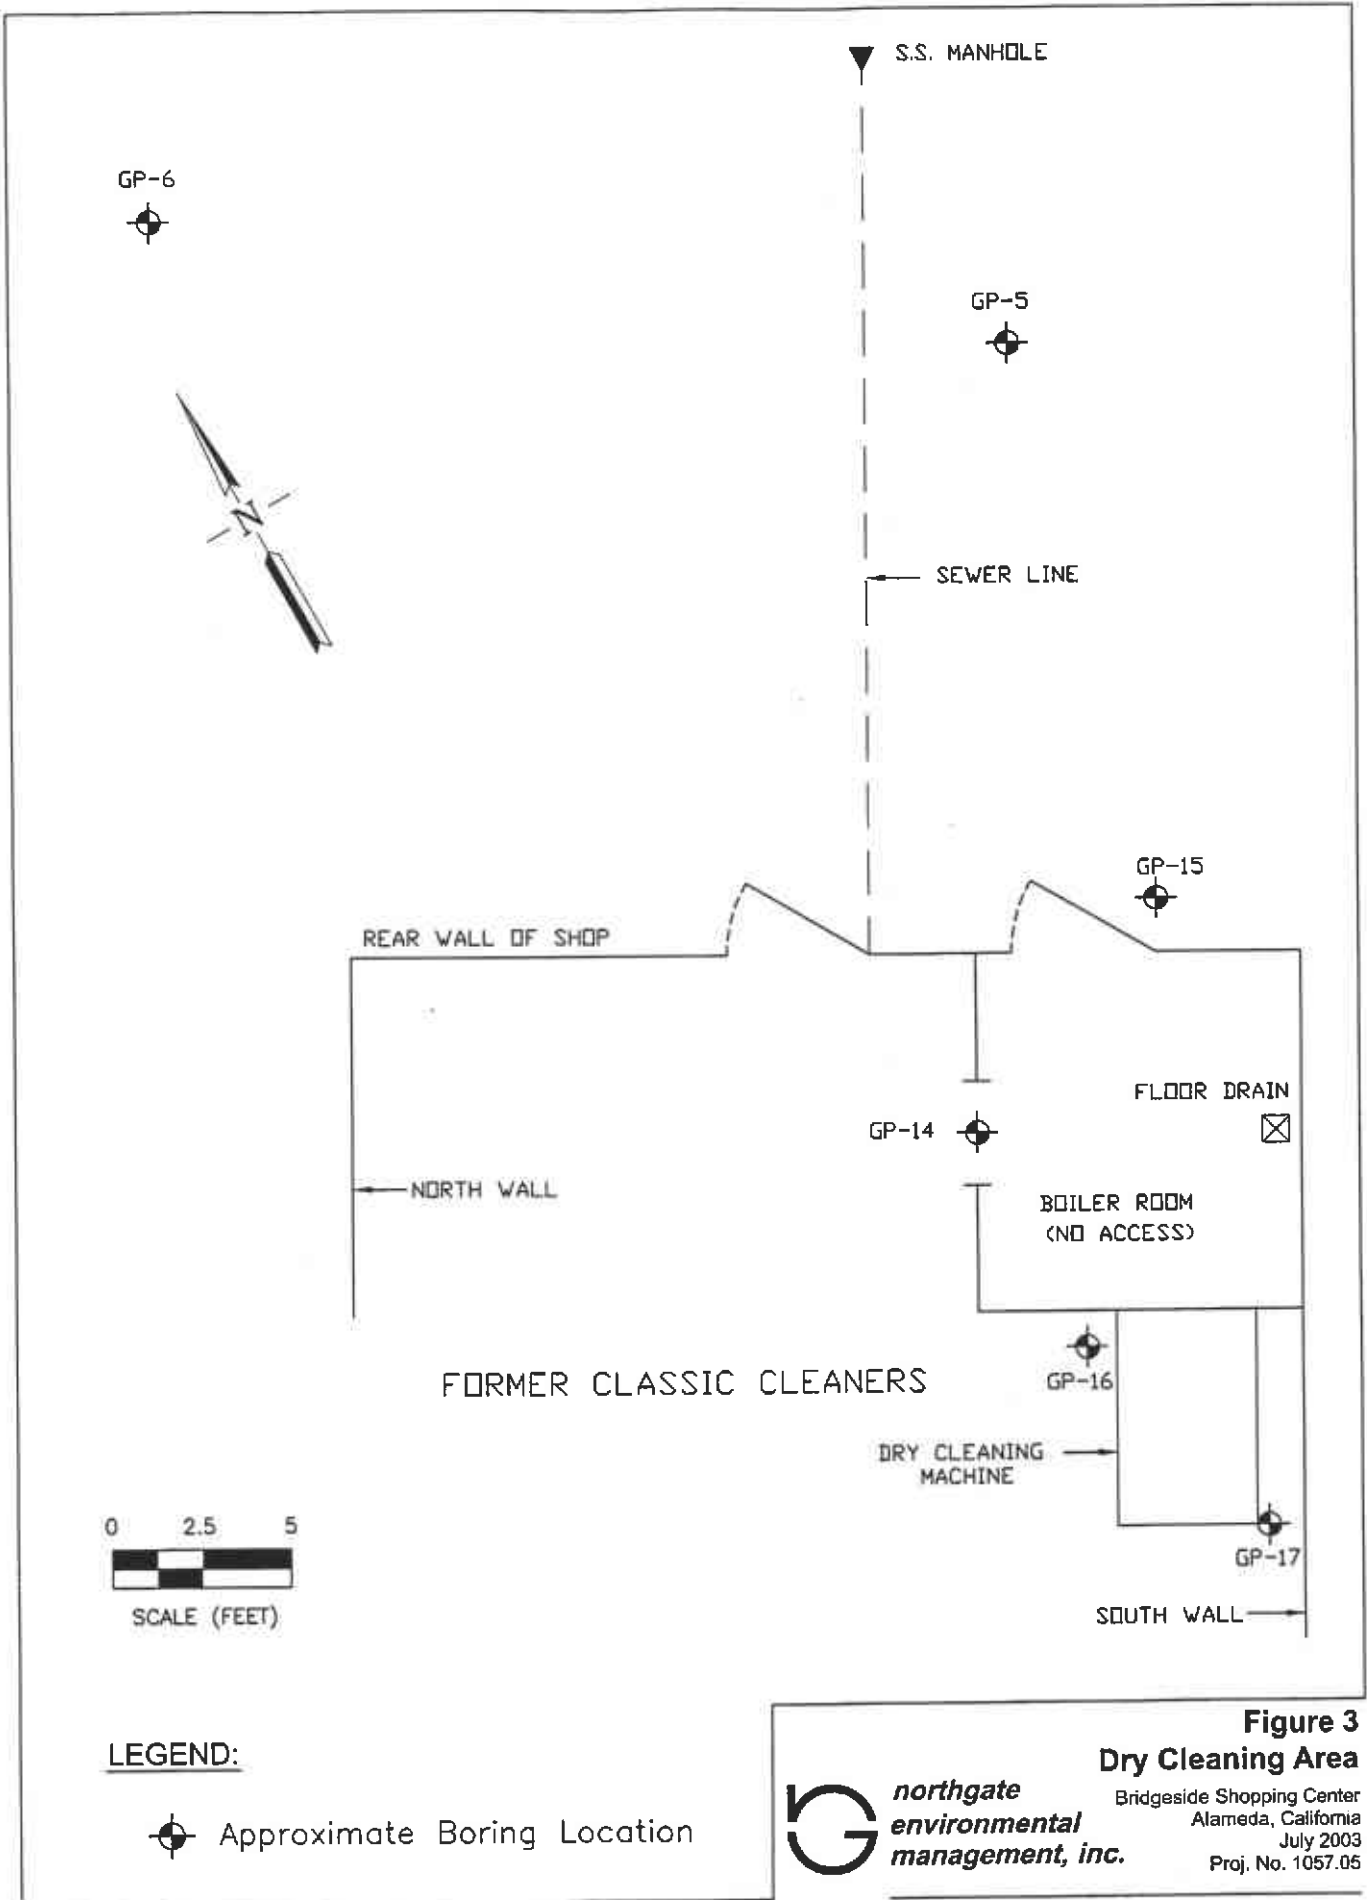 S.S. MANHOLE
GP-6
GP-5
N
SEWER LINE
GP-15
REAR WALL OF SHOP
FLOOR DRAIN
GP-14
NORTH WALL
BOILER ROOM
(NO ACCESS)
FORMER CLASSIC CLEANERS
GP-16
DRY CLEANING
MACHINE
0 2.5 5
SCALE (FEET)
GP-17
SOUTH WALL
LEGEND:
Approximate Boring Location
Figure 3
Dry Cleaning Area
northgate
environmental
management, inc.
Bridgeside Shopping Center
Alameda, California
July 2003
Proj. No. 1057.05